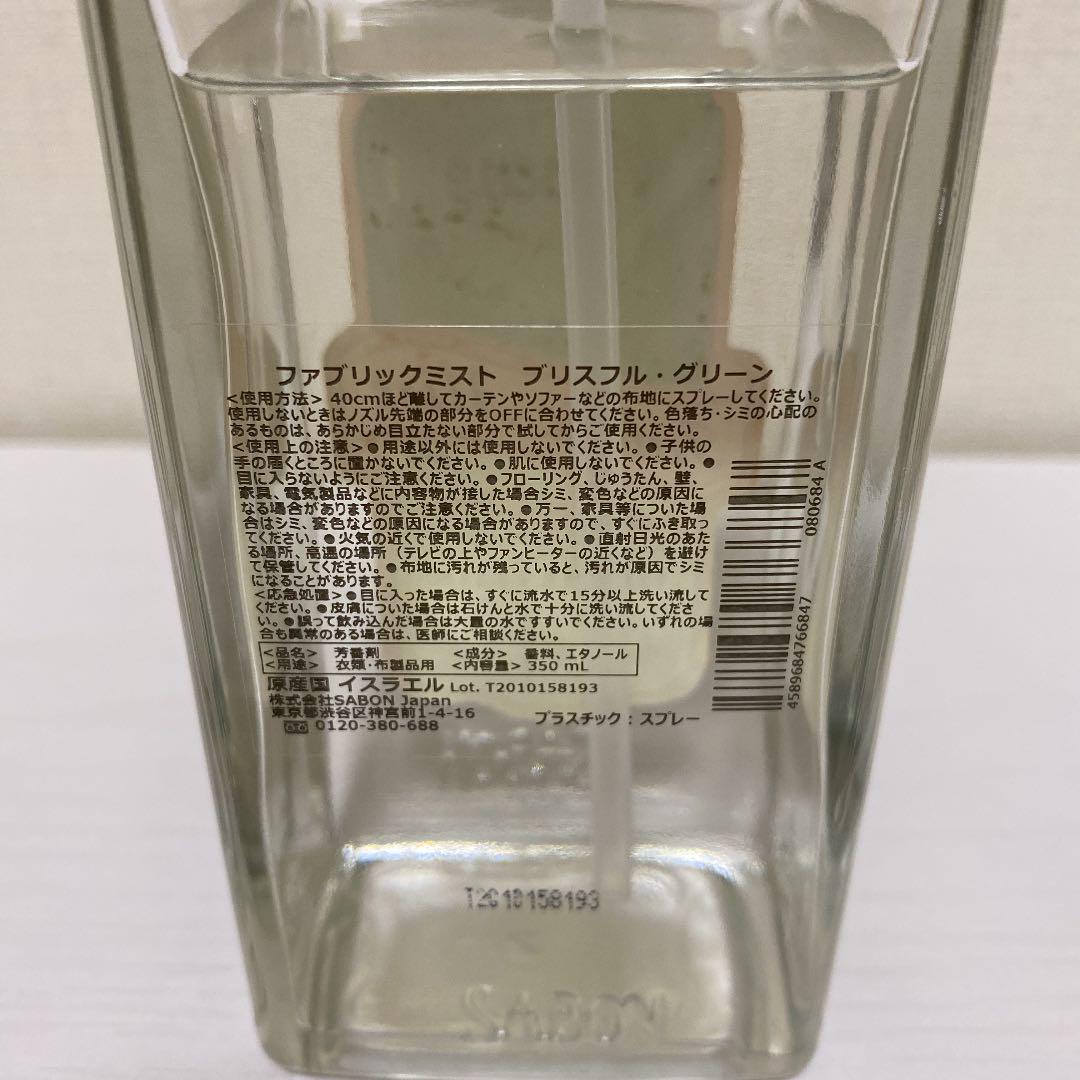 ファブリックミスト ブリスフル・グリーン
<使用方法> 40cmほど離してカーテンやソファーなどの布地にスプレーしてください。
使用しないときはノズル先端の部分をOFFに合わせてください。色落ち・シミの心配の
あるものは、あらかじめ目立たない部分で試してからご使用ください。
<使用上の注意> ●用途以外には使用しないでください。●子供の
手の届くところに置かないでください。●肌に使用しないでください。●
目に入らないようにご注意ください。●フローリング、じゅうたん、壁、
家具、電気製品などに内容物が接した場合シミ、変色などの原因に
なる場合がありますのでご注意ください。●万一、家具等についた場
合はシミ、変色などの原因になる場合がありますので、すぐにふき取っ
てください。●火気の近くで使用しないでください。●直射日光のあた
る場所、高温の場所（テレビの上やファンヒーターの近くなど）を避け
て保管してください。●布地に汚れが残っていると、汚れが原因でシミ
になることがあります。
<応急処置> ●目に入った場合は、すぐに流水で15分以上洗い流して
ください。●皮膚についた場合は石けんと水で十分に洗い流してくださ
い。●誤って飲み込んだ場合は大量の水ですすいでください。いずれの場
合も異常のある場合は、医師にご相談ください。
<品名> 芳香剤 <成分> 香料、エタノール
<用途> 衣類・布製品用 <内容量> 350 mL
原産国 イスラエル Lot. T2010158193
株式会社SABON Japan
東京都渋谷区神宮前1-4-16
0120-380-688
プラスチック：スプレー
080684 A
4589684766847
T2010158193
SABON